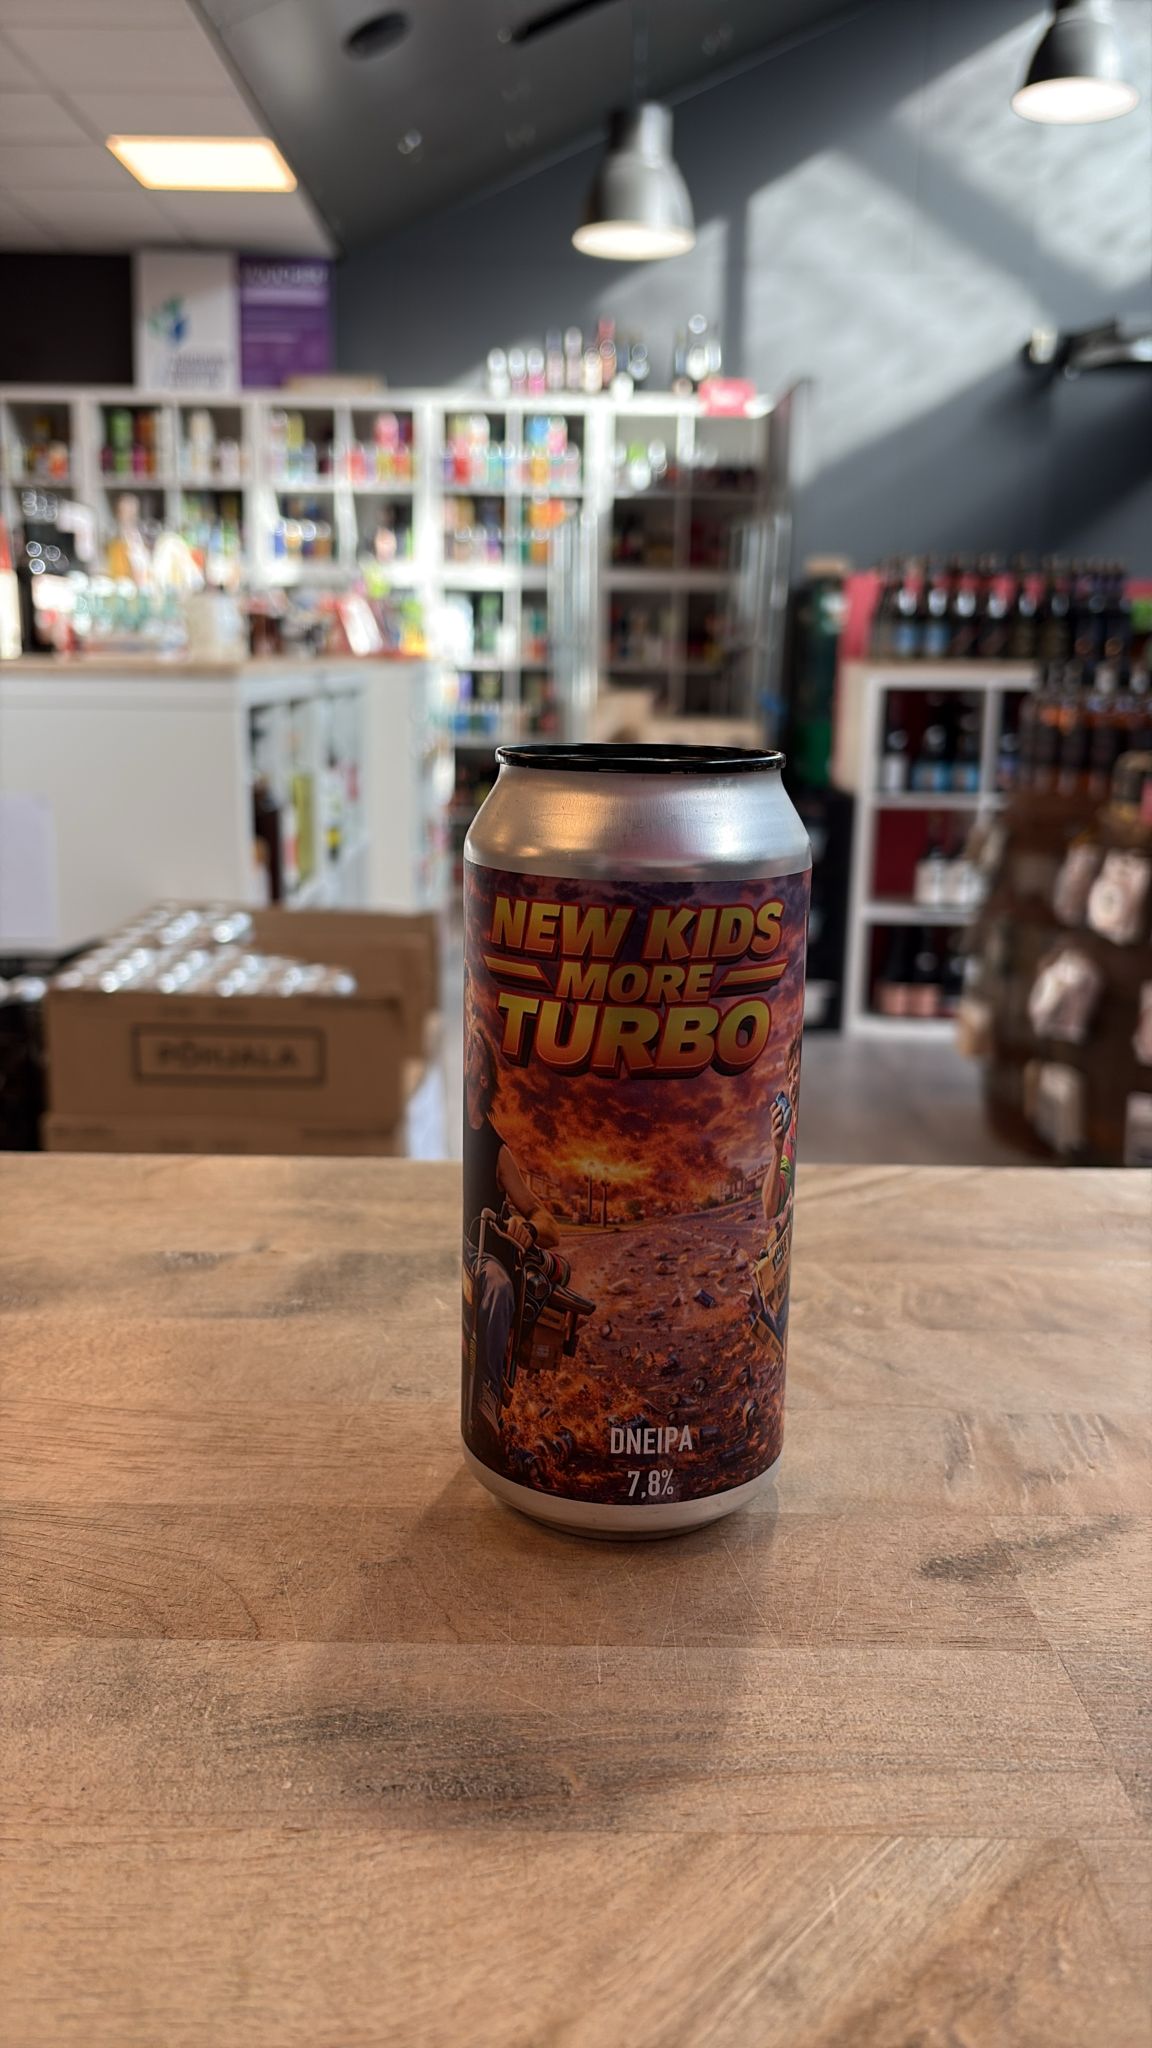 NEW KIDS
MORE
TURBO
DNEIPA
7,8%
PÕHJALA